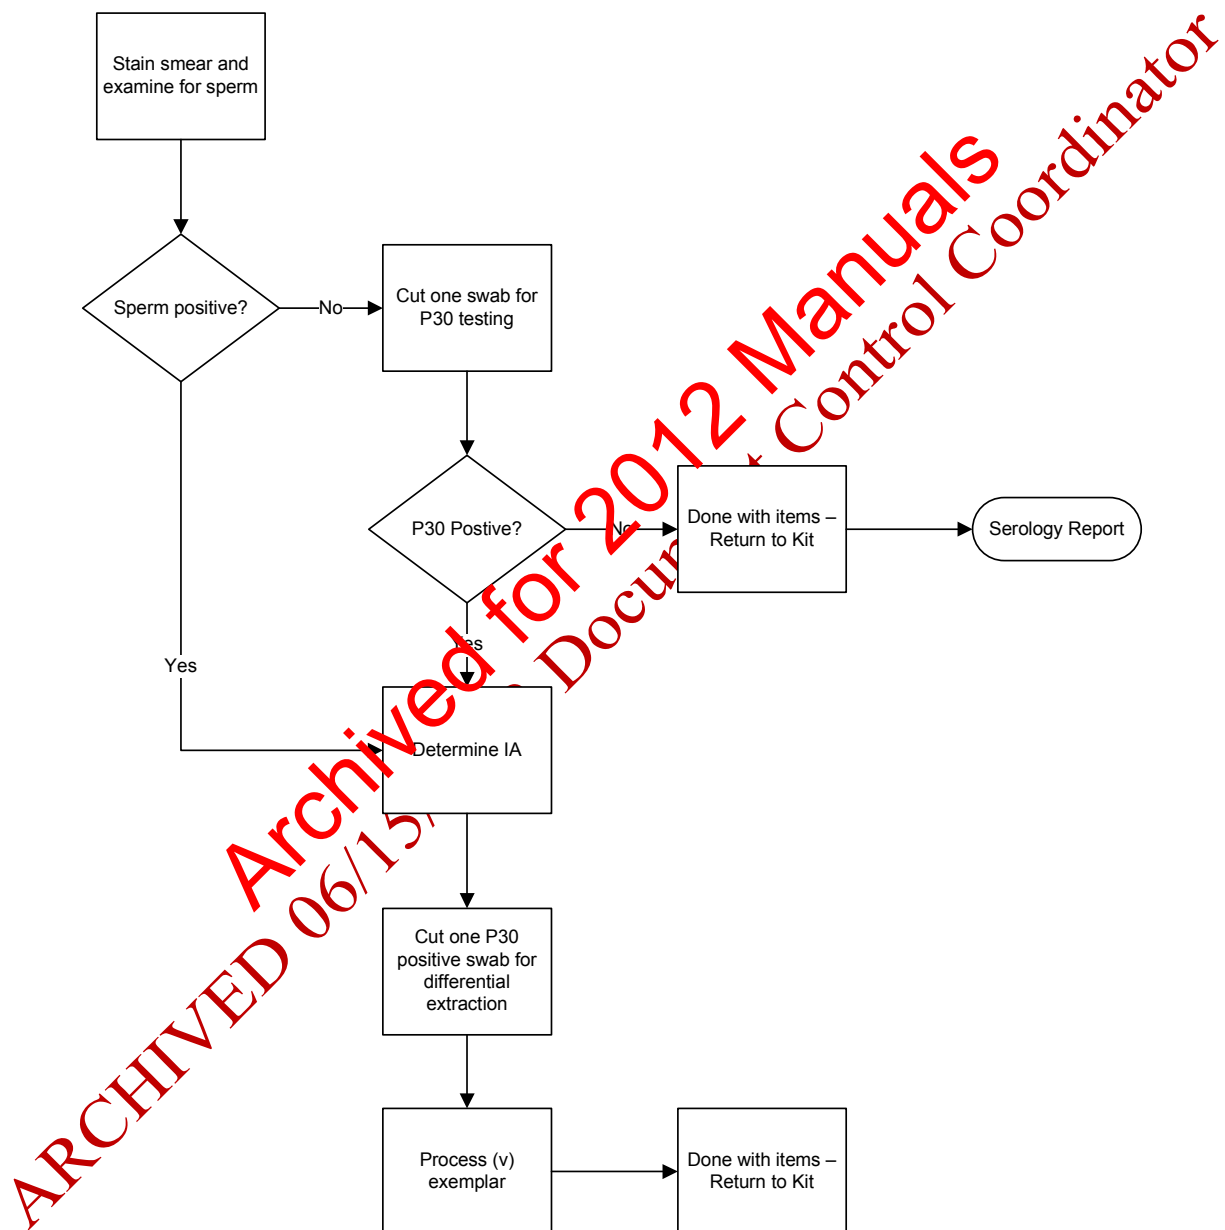 Stain smear and
examine for sperm
Sperm positive?
No
Cut one swab for
P30 testing
P30 Postive?
No
Done with items –
Return to Kit
Serology Report
Yes
Yes
Determine IA
Cut one P30
positive swab for
differential
extraction
Process (v)
exemplar
Done with items –
Return to Kit
Archived for 2012 Manuals
ARCHIVED 06/15/ Control Coordinator